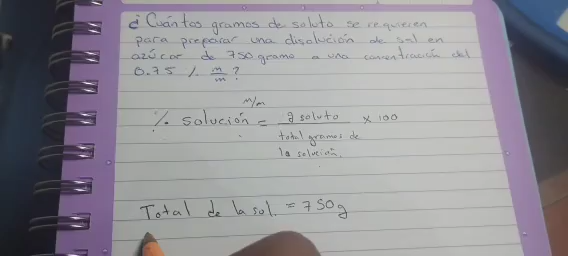 ¿Cuántos gramos de soluto se requieren
para preparar una disolución de sal en
azúcar de 750 gramo a una concentración del
0.75 % m/m?
m/m
% solución = g soluto x 100
total gramos de
la solución.
Total de la sol. = 750g